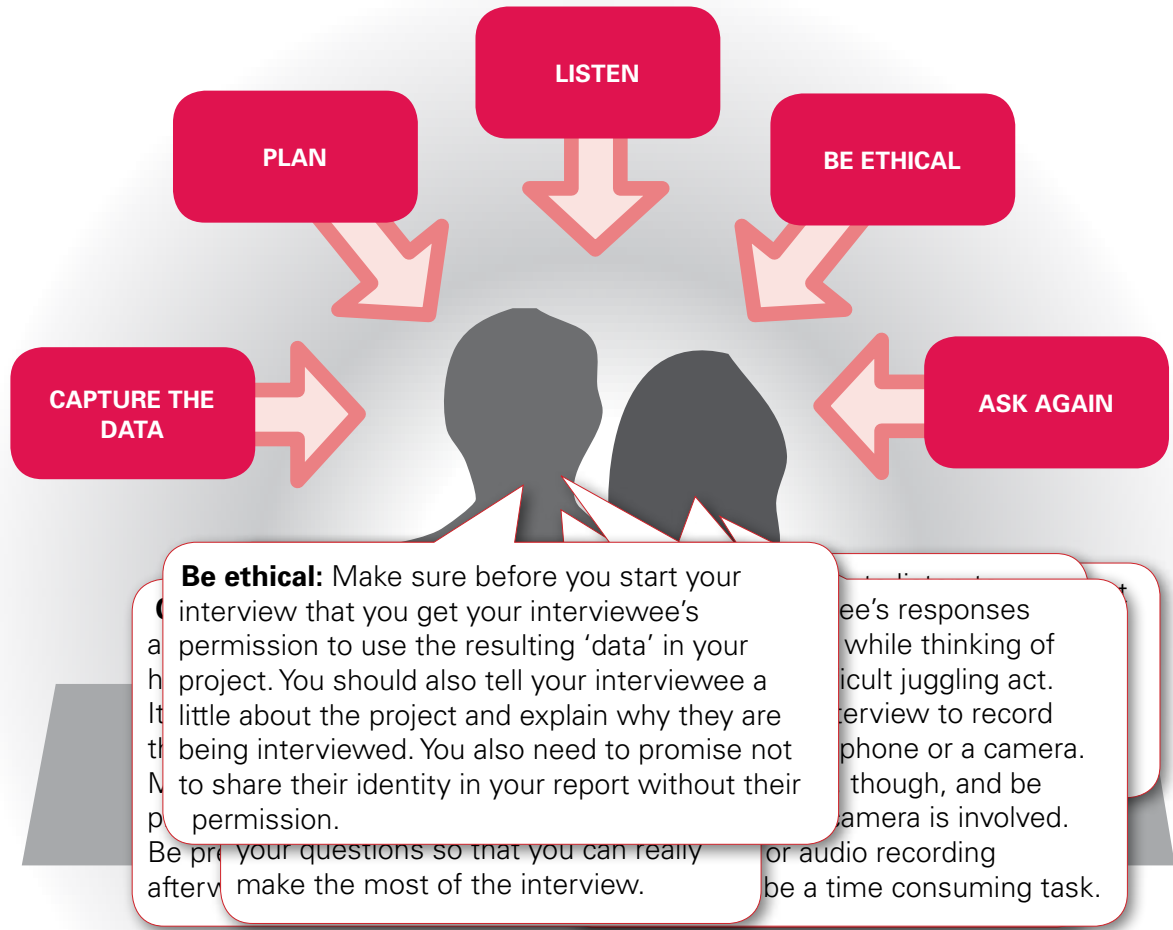 LISTEN
PLAN
BE ETHICAL
CAPTURE THE
DATA
ASK AGAIN
Be ethical: Make sure before you start your
interview that you get your interviewee’s
permission to use the resulting ‘data’ in your
project. You should also tell your interviewee a
little about the project and explain why they are
being interviewed. You also need to promise not
to share their identity in your report without their
permission.
responses
while thinking of
juggling act.
to record
phone or a camera.
though, and be
camera is involved.
Be
your questions so that you can really
or audio recording
make the most of the interview.
be a time consuming task.